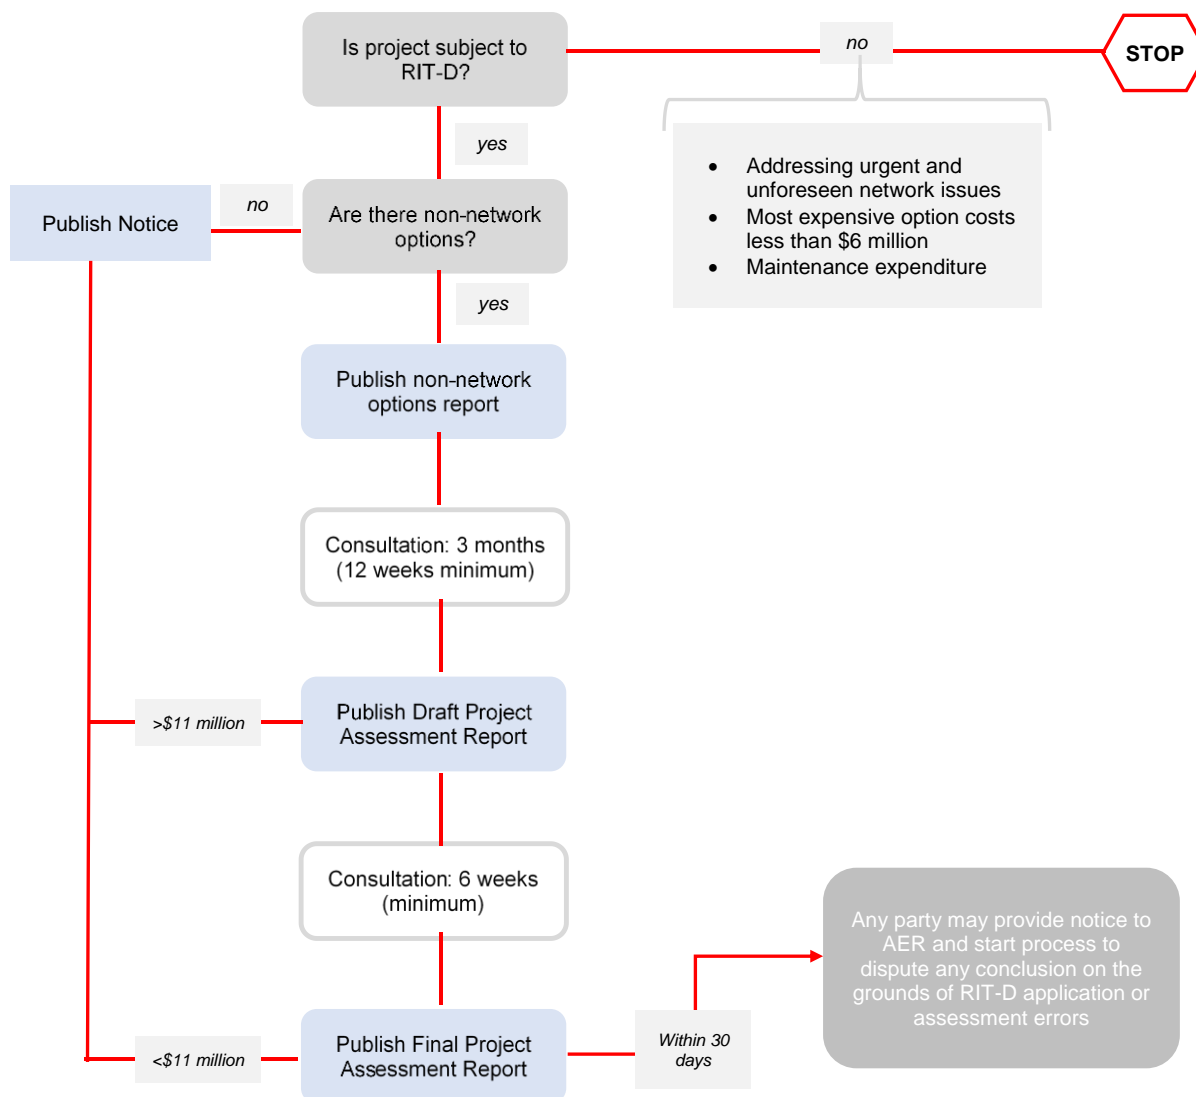 Is project subject to
RIT-D?
no
STOP
yes
• Addressing urgent and
unforeseen network issues
• Most expensive option costs
less than $6 million
• Maintenance expenditure
Publish Notice
no
Are there non-network
options?
yes
Publish non-network
options report
Consultation: 3 months
(12 weeks minimum)
>$11 million
Publish Draft Project
Assessment Report
Consultation: 6 weeks
(minimum)
Any party may provide notice to
AER and start process to
dispute any conclusion on the
grounds of RIT-D application or
assessment errors
<$11 million
Publish Final Project
Assessment Report
Within 30
days